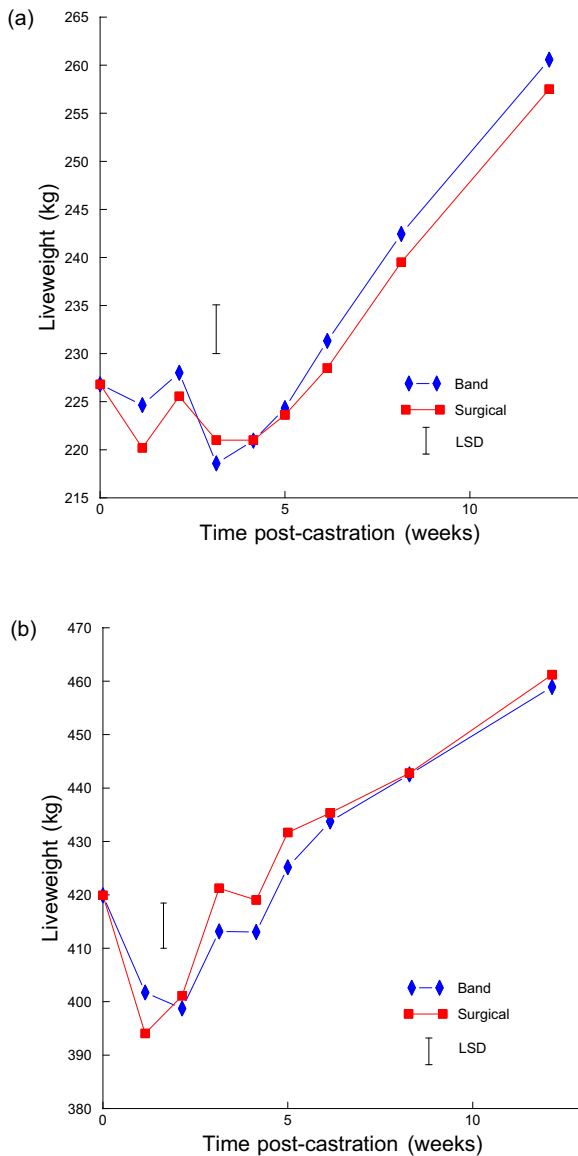 (a)
265
260
255
250
245
240
235
230
225
220
215
Liveweight (kg)
Band
Surgical
LSD
0 5 10
Time post-castration (weeks)
(b)
470
460
450
440
430
420
410
400
390
380
Liveweight (kg)
Band
Surgical
LSD
0 5 10
Time post-castration (weeks)